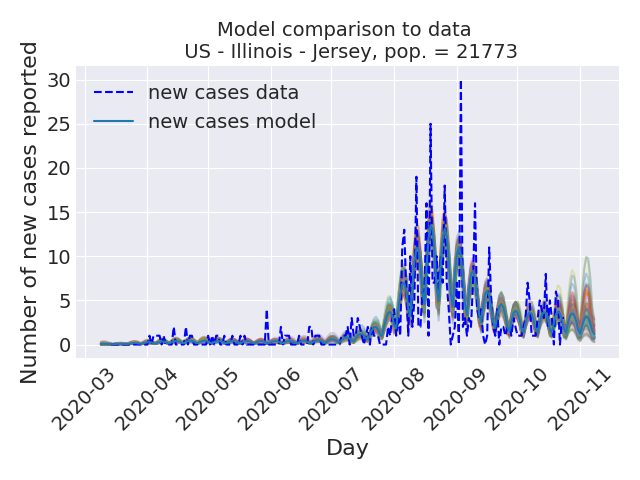 Model comparison to data
US - Illinois - Jersey, pop. = 21773
Number of new cases reported
30
25
20
15
10
5
0
new cases data
new cases model
2020-03
2020-04
2020-05
2020-06
2020-07
2020-08
2020-09
2020-10
2020-11
Day